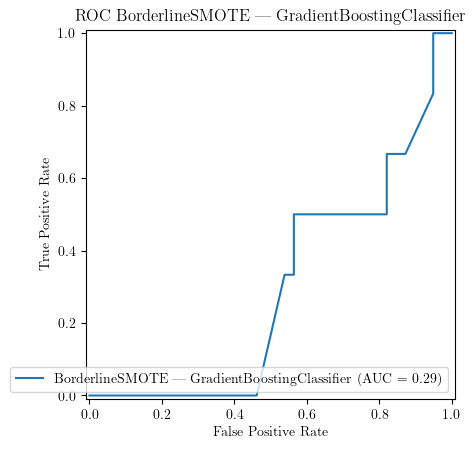 ROC BorderlineSMOTE — GradientBoostingClassifier
1.0
0.8
0.6
0.4
0.2
0.0
True Positive Rate
BorderlineSMOTE — GradientBoostingClassifier (AUC = 0.29)
0.0 0.2 0.4 0.6 0.8 1.0
False Positive Rate